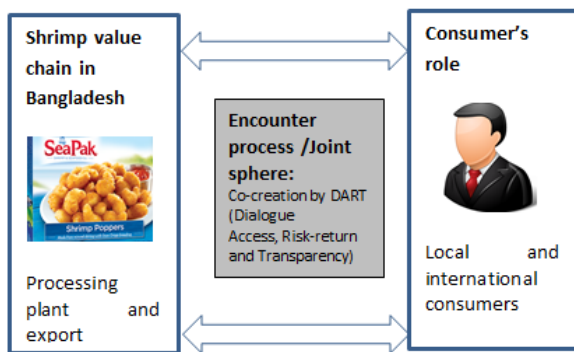 Shrimp value
chain in
Bangladesh
SeaPak
Shrimp Poppers
Processing
plant and
export
Encounter
process /Joint
sphere:
Co-creation by DART
(Dialogue
Access, Risk-return
and Transparency)
Consumer's
role
Local and
international
consumers